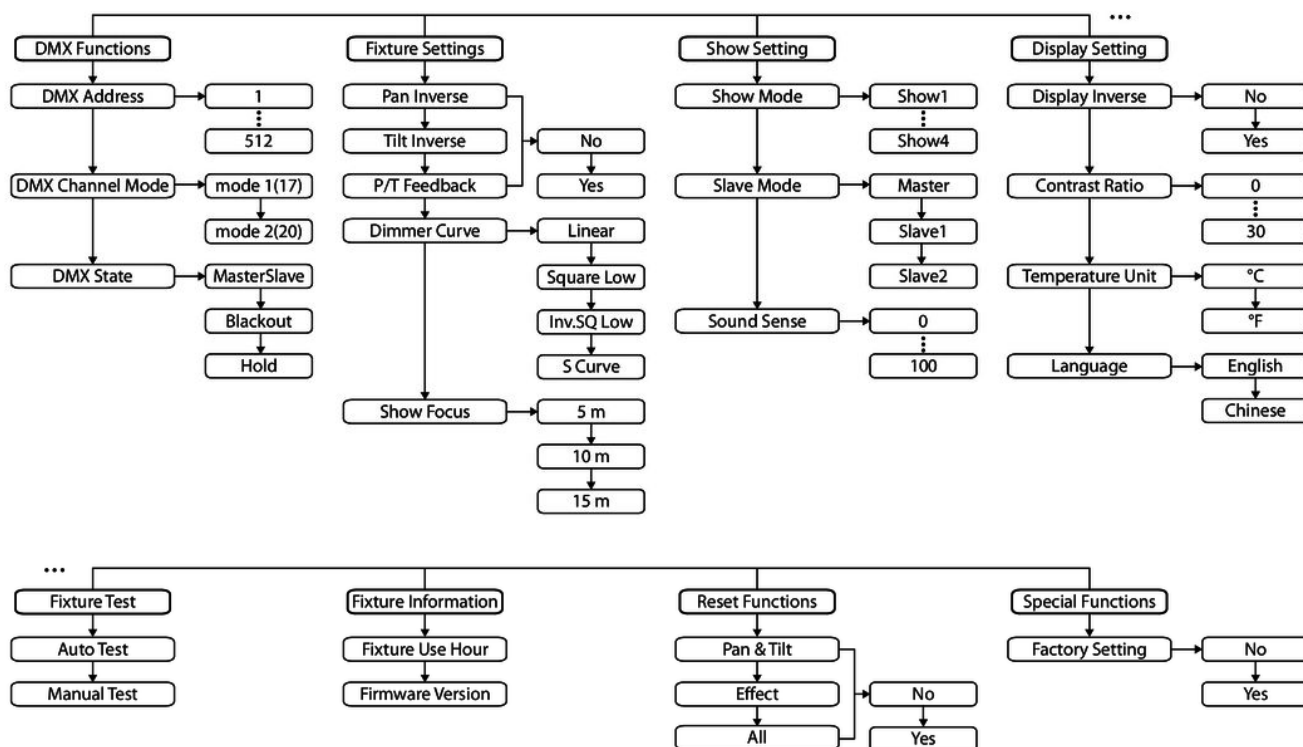 ...
DMX Functions
DMX Address
1
512
DMX Channel Mode
mode 1(17)
mode 2(20)
DMX State
MasterSlave
Blackout
Hold
Fixture Settings
Pan Inverse
Tilt Inverse
P/T Feedback
No
Yes
Dimmer Curve
Linear
Square Low
Inv.SQ Low
S Curve
Show Focus
5 m
10 m
15 m
Show Setting
Show Mode
Show1
Show4
Slave Mode
Master
Slave1
Slave2
Sound Sense
0
100
Display Setting
Display Inverse
No
Yes
Contrast Ratio
0
30
Temperature Unit
°C
°F
Language
English
Chinese
...
Fixture Test
Auto Test
Manual Test
Fixture Information
Fixture Use Hour
Firmware Version
Reset Functions
Pan & Tilt
Effect
All
No
Yes
Special Functions
Factory Setting
No
Yes